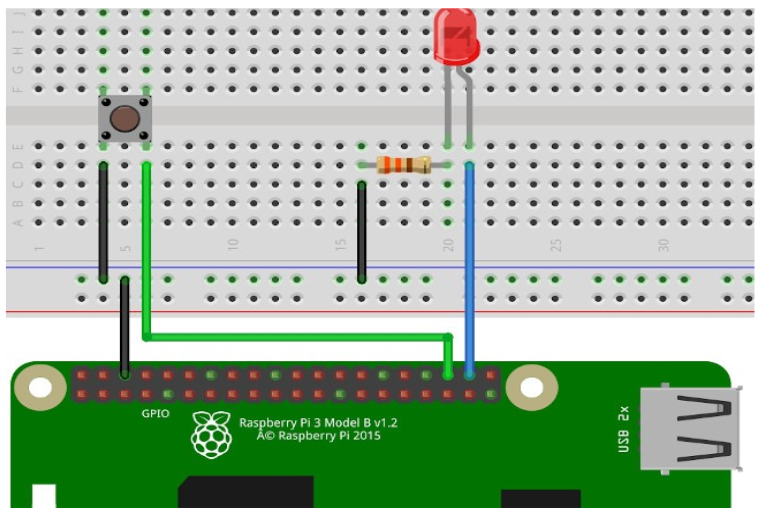 J
I
H
G
F
E
D
C
B
A
1
5
10
15
20
25
30
GPIO
Raspberry Pi 3 Model B v1.2
Â© Raspberry Pi 2015
USB 2x